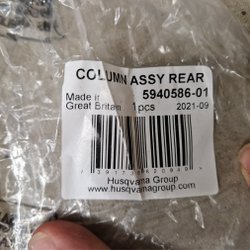 COLUMN ASSY REAR
Made in 5940586-01
Great Britain 1pcs 2021-09
Husqvarna Group
www.husqvarnagroup.com